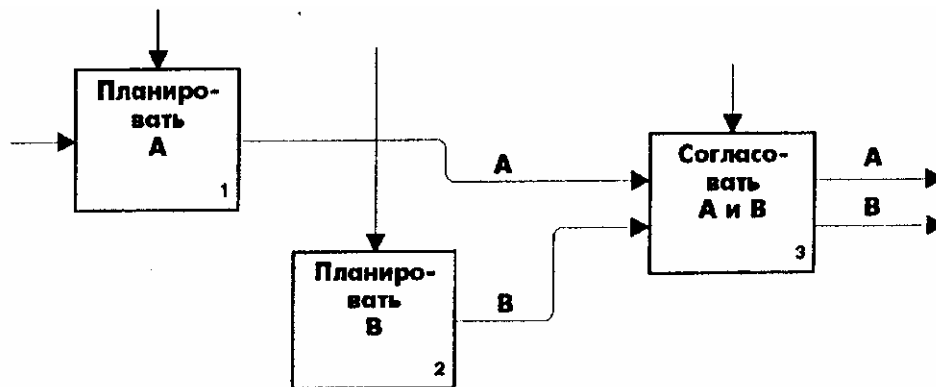 Планиро-
вать
А
1
А
Согласо-
вать
А и В
3
А
В
Планиро-
вать
В
2
В